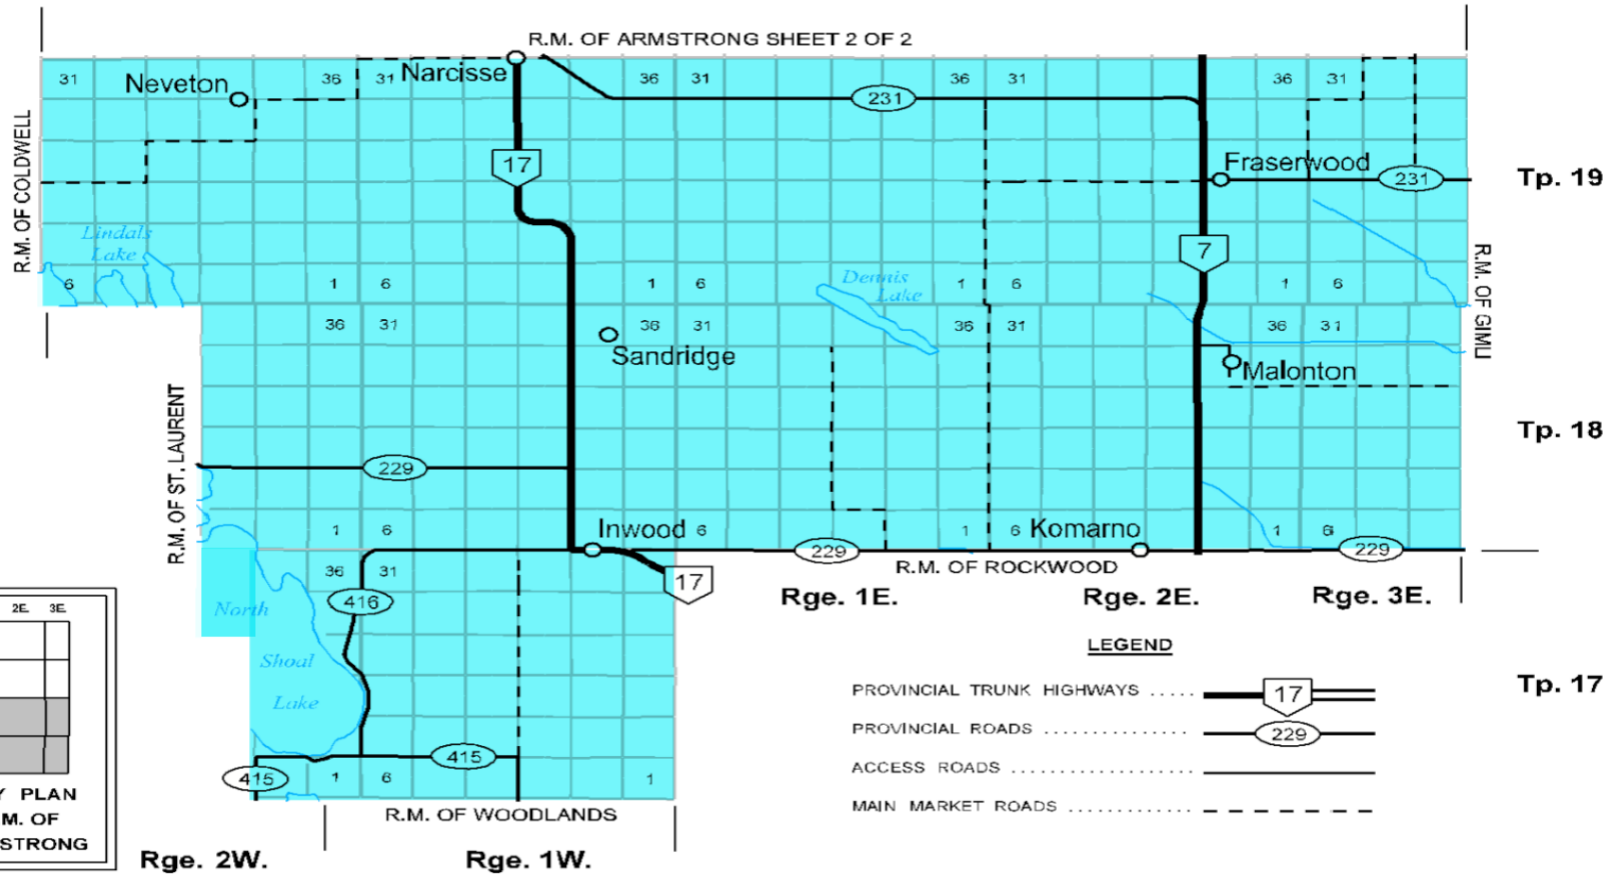 R.M. OF ARMSTRONG SHEET 2 OF 2
31
Neveton
36
31
Narcisse
36
31
36
31
36
31
231
R.M. OF COLDWELL
17
Fraserwood
231
Tp. 19
Lindals
Lake
7
R.M. OF GIMLI
6
1
6
1
6
Dennis
Lake
1
6
1
6
36
31
36
31
36
31
36
31
Sandridge
Malonton
R.M. OF ST. LAURENT
Tp. 18
229
1
6
Inwood
6
1
6
Komarno
1
6
229
229
R.M. OF ROCKWOOD
36
31
17
416
North
Rge. 1E.
Rge. 2E.
Rge. 3E.
2E.
3E.
Shoal
Lake
LEGEND
Tp. 17
PROVINCIAL TRUNK HIGHWAYS .....
17
PROVINCIAL ROADS ...............
229
ACCESS ROADS ...................
MAIN MARKET ROADS ............
415
415
1
6
1
R.M. OF WOODLANDS
Y PLAN
M. OF
STRONG
Rge. 2W.
Rge. 1W.